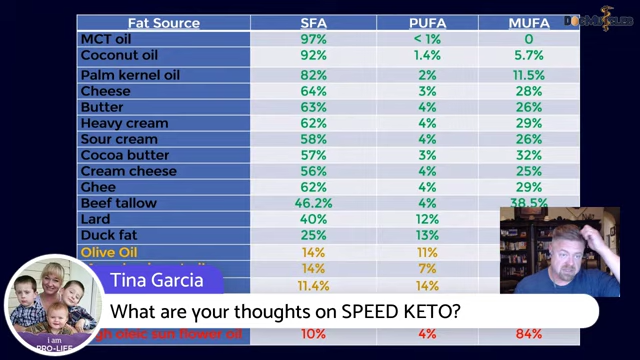 Fat Source SFA PUFA MUFA
MCT oil 97% < 1% 0
Coconut oil 92% 1.4% 5.7%
Palm kernel oil 82% 2% 11.5%
Cheese 64% 3% 28%
Butter 63% 4% 26%
Heavy cream 62% 4% 29%
Sour cream 58% 4% 26%
Cocoa butter 57% 3% 32%
Cream cheese 56% 4% 25%
Ghee 62% 4% 29%
Beef tallow 46.2% 4% 38.5%
Lard 40% 12%
Duck fat 25% 13%
Olive Oil 14% 11%
14% 7%
11.4% 14%
Tina Garcia
What are your thoughts on SPEED KETO?
oleic sun flower oil 10% 4% 84%
i am
PRO-LIFE